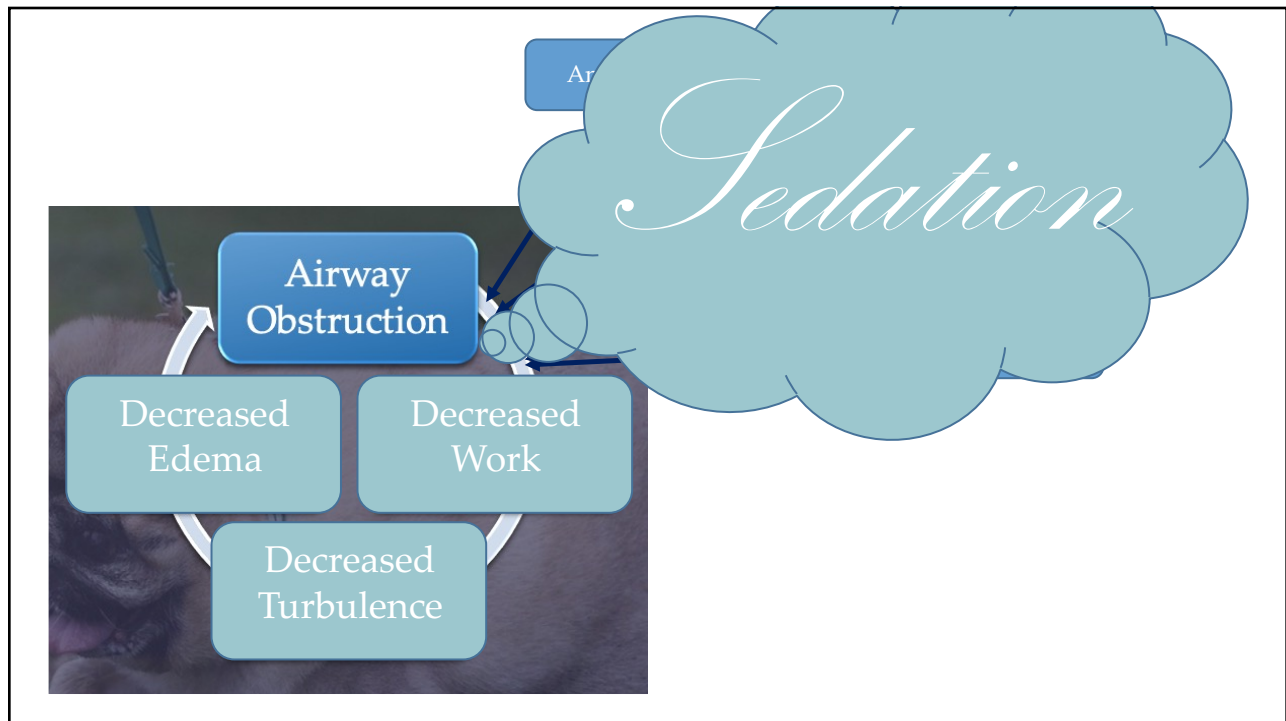 Sedation
Airway
Obstruction
Decreased
Edema
Decreased
Work
Decreased
Turbulence